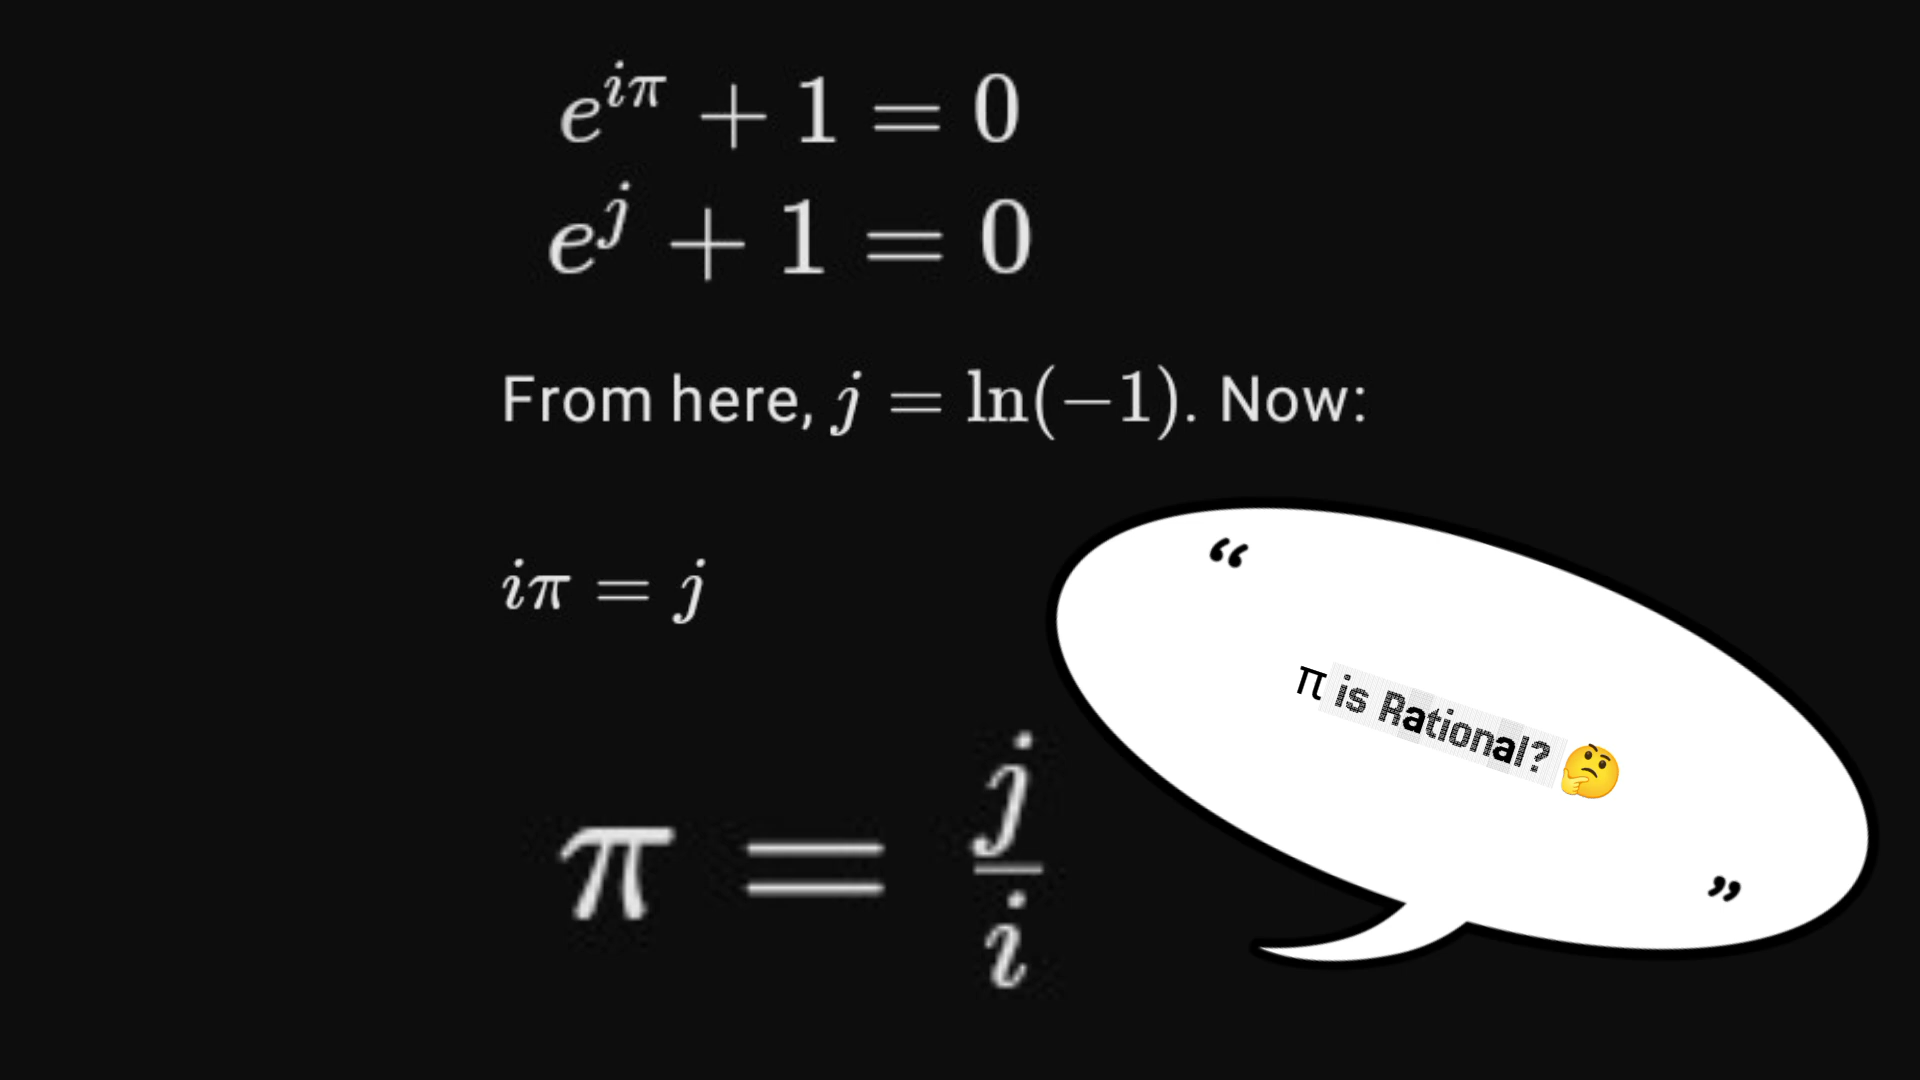 e^{iπ} + 1 = 0
e^{j} + 1 = 0
From here, j = ln(−1). Now:
iπ = j
π = j/i
“
π is Rational? 🤔
”